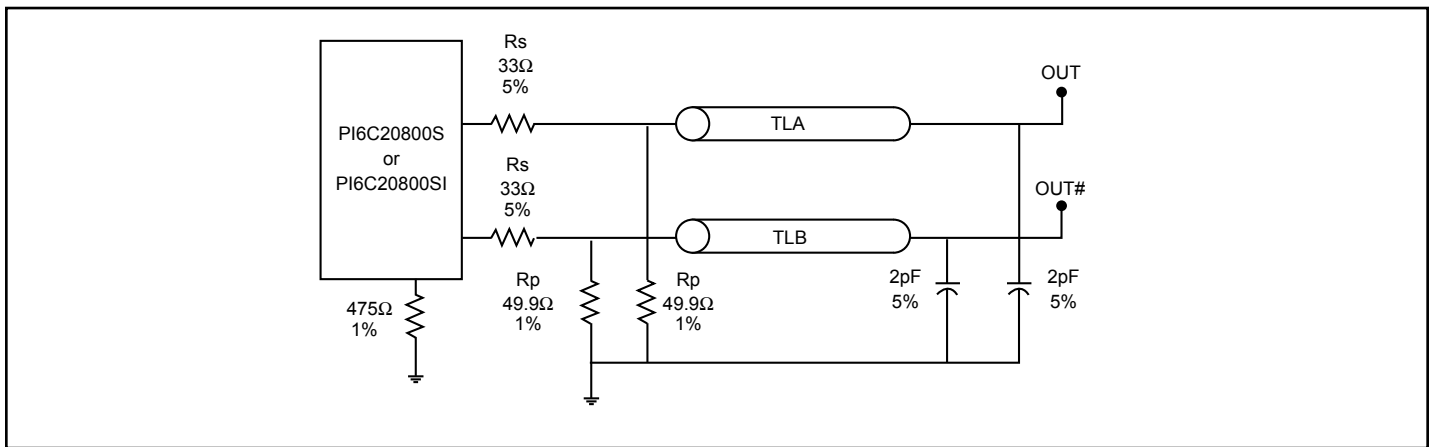 Rs
33Ω
5%
OUT
TLA
PI6C20800S
or
PI6C20800SI
Rs
33Ω
5%
OUT#
TLB
Rp
49.9Ω
1%
Rp
49.9Ω
1%
2pF
5%
2pF
5%
475Ω
1%